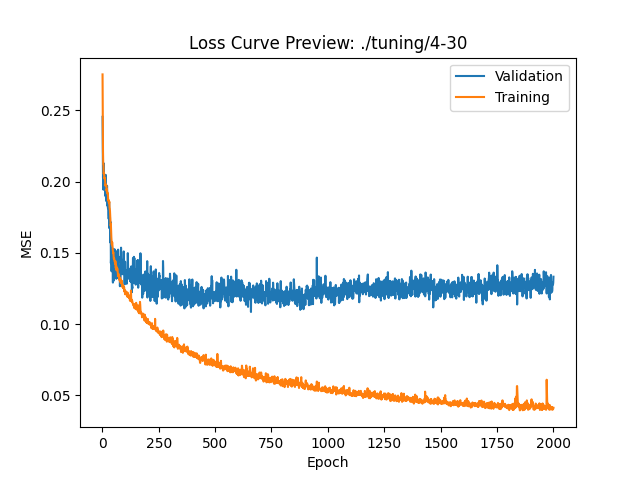 Loss Curve Preview: ./tuning/4-30
Validation
Training
MSE
0.25
0.20
0.15
0.10
0.05
0 250 500 750 1000 1250 1500 1750 2000
Epoch